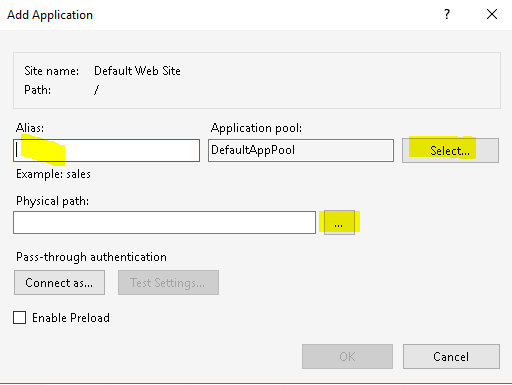 Add Application
Site name: Default Web Site
Path: /
Alias: Application pool:
DefaultAppPool Select...
Example: sales
Physical path:
...
Pass-through authentication
Connect as... Test Settings...
Enable Preload
OK Cancel